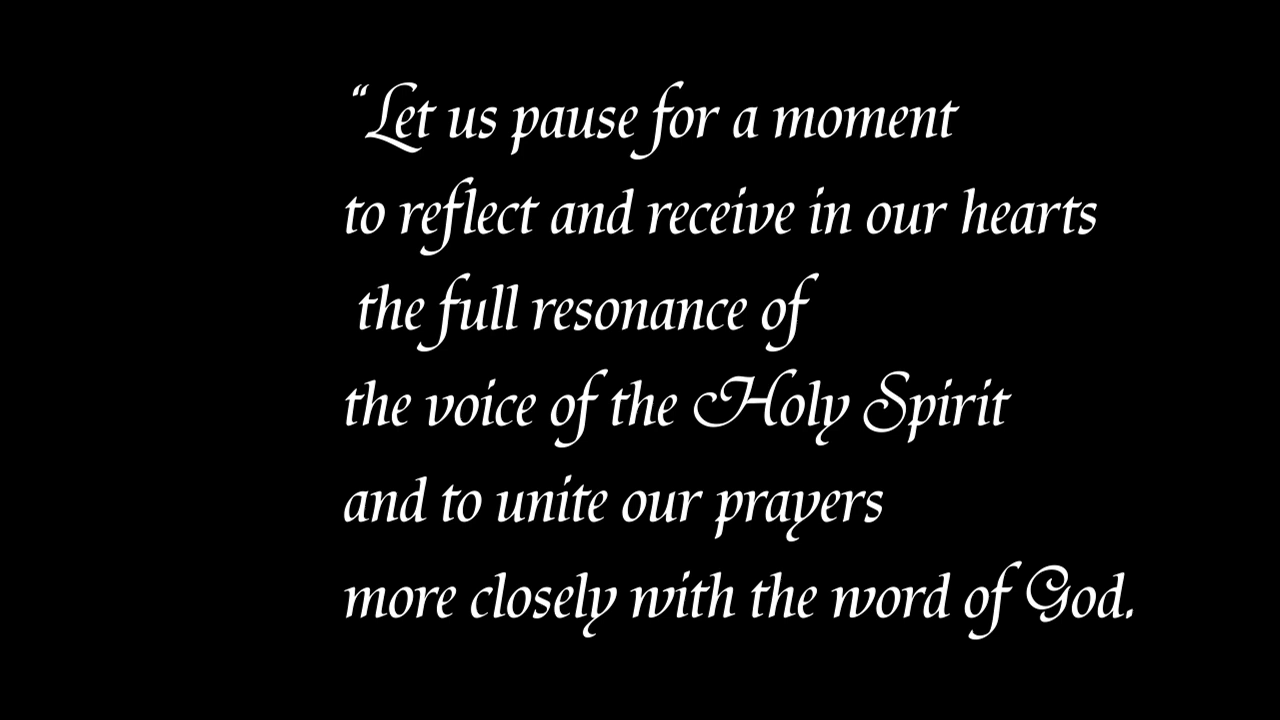 “Let us pause for a moment
to reflect and receive in our hearts
the full resonance of
the voice of the Holy Spirit
and to unite our prayers
more closely with the word of God.